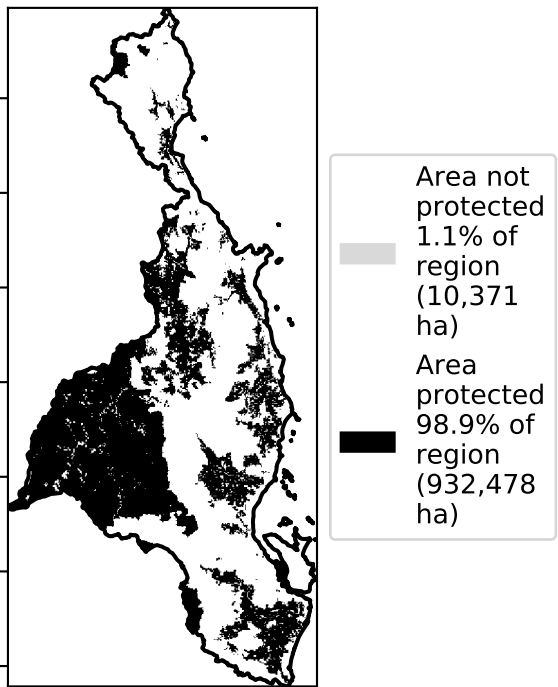 Area not
protected
1.1% of
region
(10,371
ha)
Area
protected
98.9% of
region
(932,478
ha)